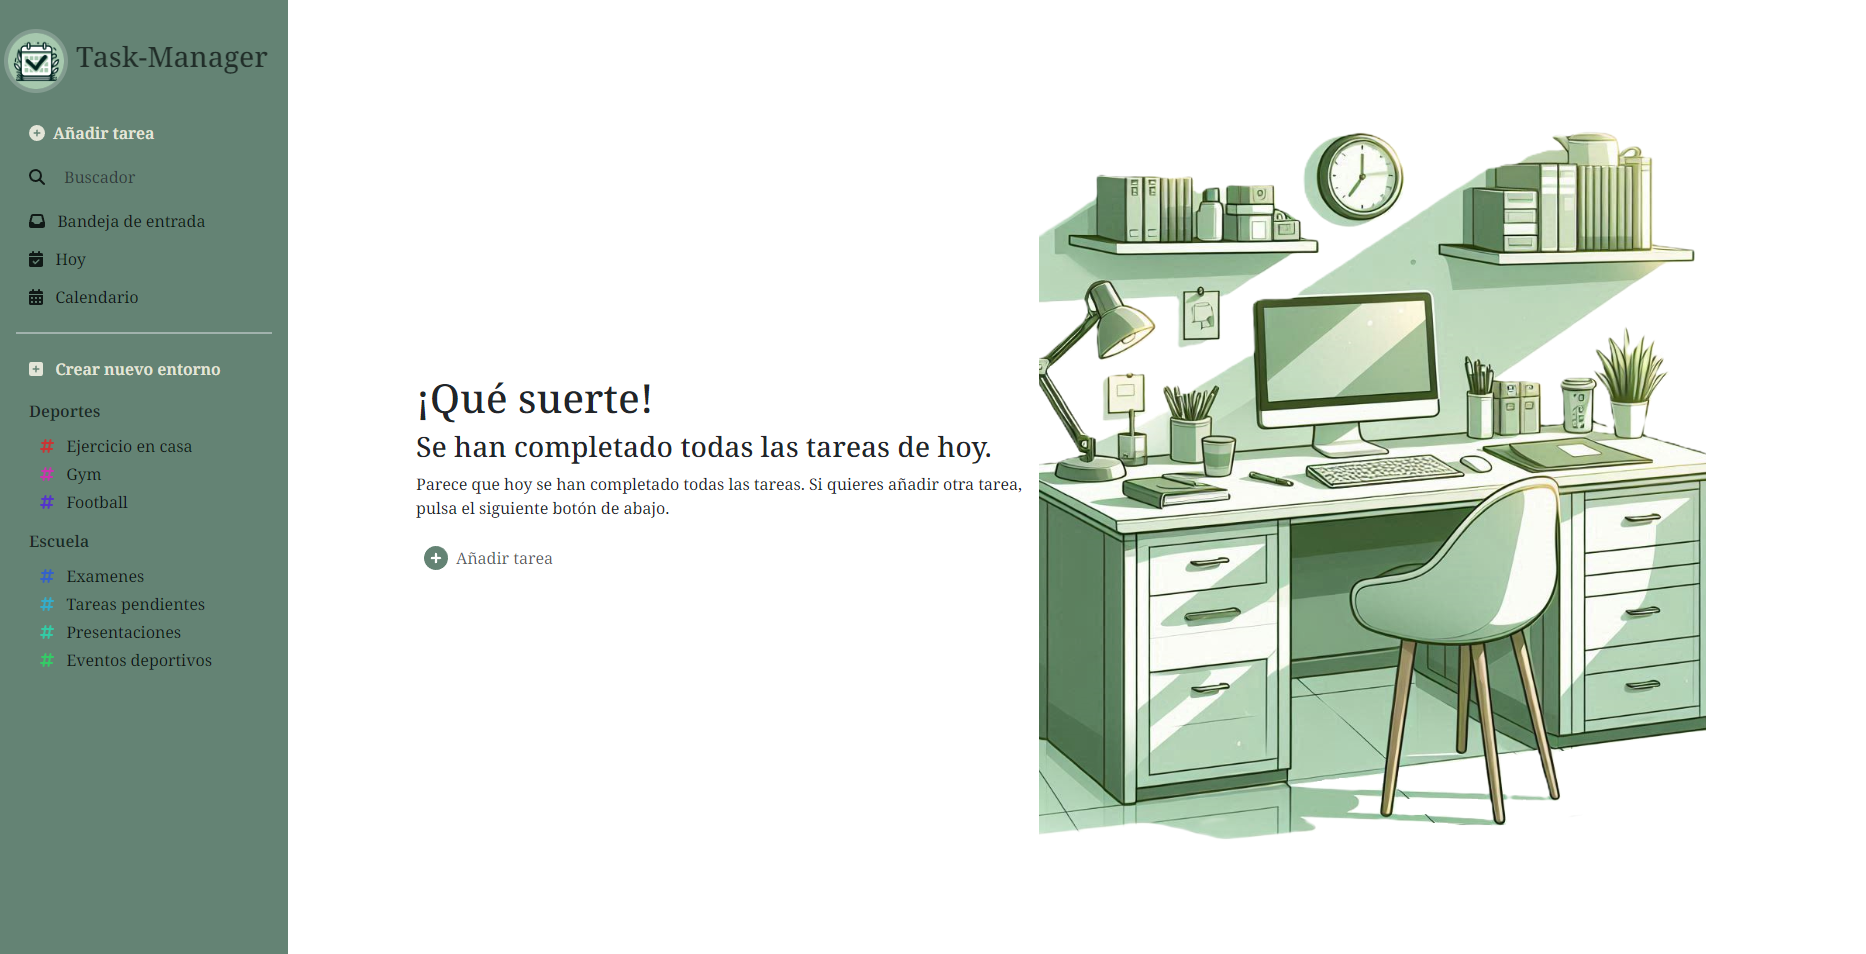 Task-Manager
Añadir tarea
Buscador
Bandeja de entrada
Hoy
Calendario
Crear nuevo entorno
Deportes
# Ejercicio en casa
# Gym
# Football
Escuela
# Examenes
# Tareas pendientes
# Presentaciones
# Eventos deportivos
¡Qué suerte!
Se han completado todas las tareas de hoy.
Parece que hoy se han completado todas las tareas. Si quieres añadir otra tarea,
pulsa el siguiente botón de abajo.
Añadir tarea